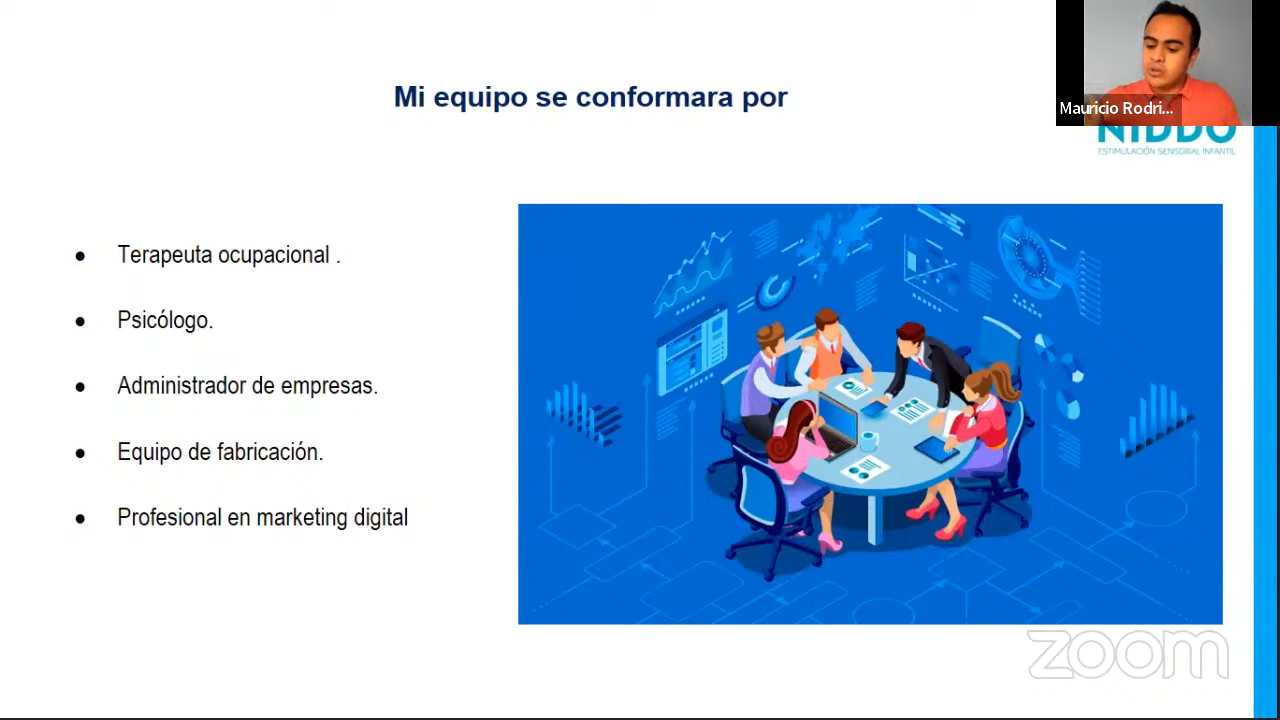 Mi equipo se conformara por
Mauricio Rodri...
NIDDO
ESTIMULACIÓN SENSORIAL INFANTIL
● Terapeuta ocupacional .
● Psicólogo.
● Administrador de empresas.
● Equipo de fabricación.
● Profesional en marketing digital
zoom